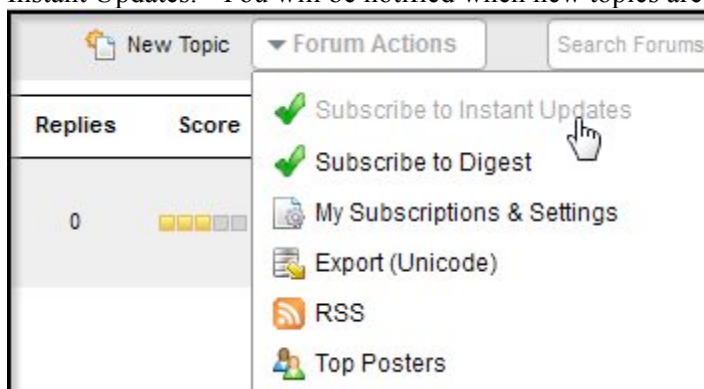 Instant Updates. You will be notified when new topics are
New Topic Forum Actions Search Forums
Replies Score Subscribe to Instant Updates
Subscribe to Digest
0 My Subscriptions & Settings
Export (Unicode)
RSS
Top Posters